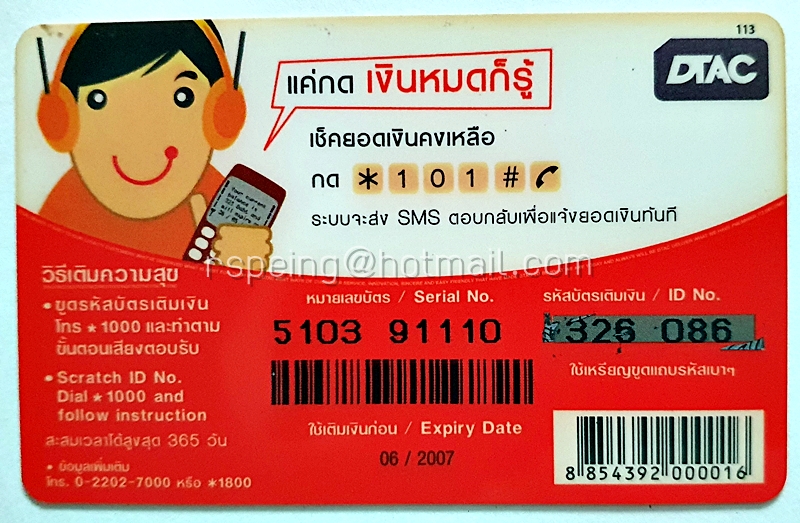 113
DTAC
แค่กด เงินหมดก็รู้
เช็คยอดเงินคงเหลือ
กด *101#
ระบบจะส่ง SMS ตอบกลับเพื่อแจ้งยอดเงินทันที
Your current
balance is
and
will expire
hspeing@hotmail.com
วิธีเติมความสุข
• ขูดรหัสบัตรเติมเงิน
โทร *1000 และทำตาม
ขั้นตอนเสียงตอบรับ
• Scratch ID No.
Dial *1000 and
follow instruction
สะสมเวลาได้สูงสุด 365 วัน
• ข้อมูลเพิ่มเติม
โทร. 0-2202-7000 หรือ *1800
หมายเลขบัตร / Serial No.
5103 91110
ใช้เติมเงินก่อน / Expiry Date
06 / 2007
รหัสบัตรเติมเงิน / ID No.
326 086
ใช้เหรียญขูดแถบรหัสเบาๆ
8 854392 000016